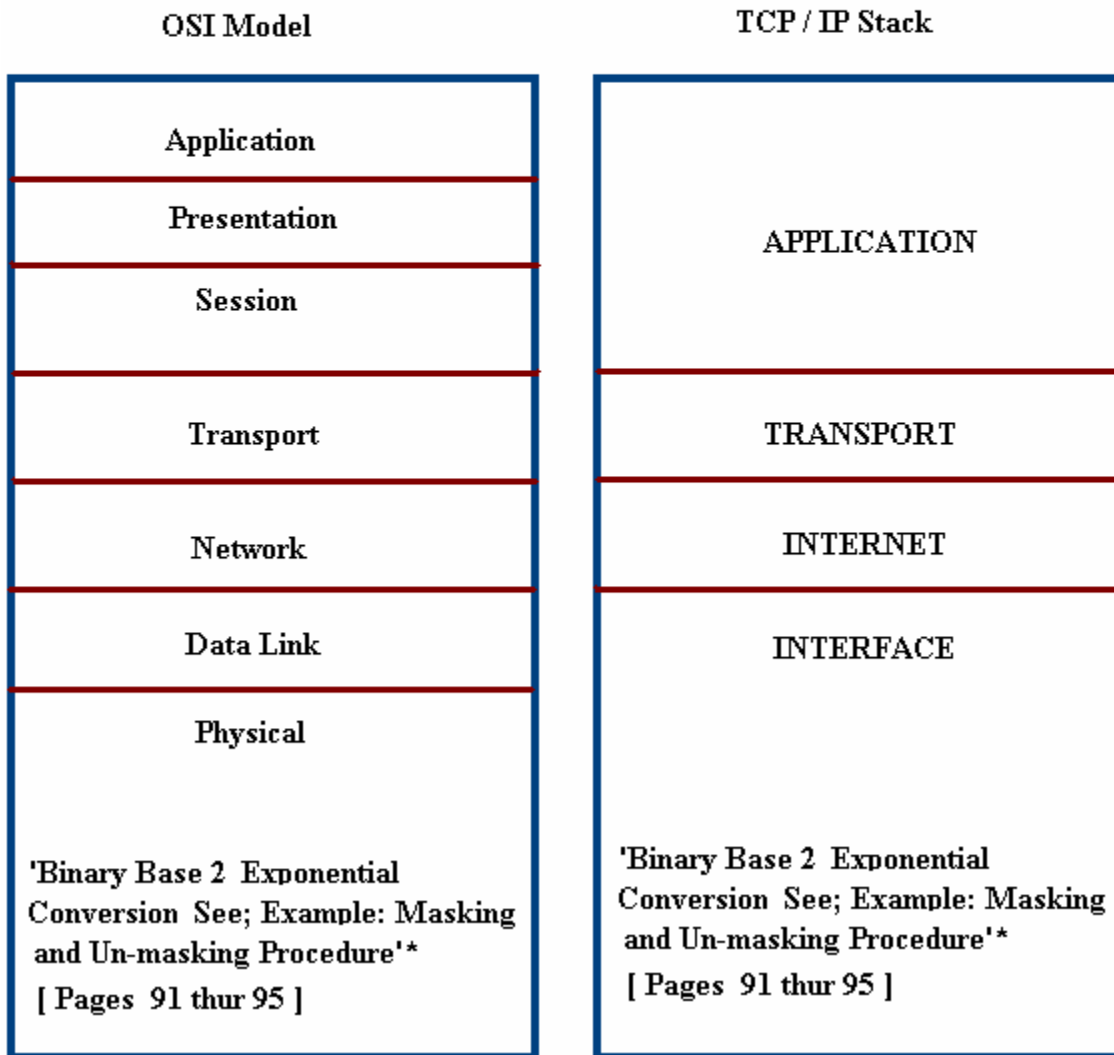 OSI Model
Application
Presentation
Session
Transport
Network
Data Link
Physical
'Binary Base 2 Exponential
Conversion See; Example: Masking
and Un-masking Procedure'*
[ Pages 91 thur 95 ]
TCP / IP Stack
APPLICATION
TRANSPORT
INTERNET
INTERFACE
'Binary Base 2 Exponential
Conversion See; Example: Masking
and Un-masking Procedure'*
[ Pages 91 thur 95 ]